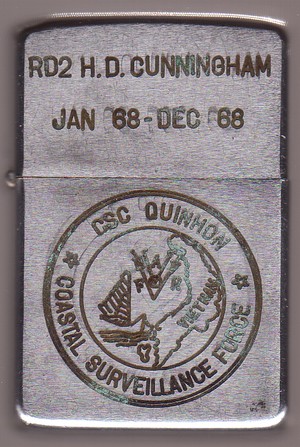 RD2 H.D. CUNNINGHAM
JAN 68 - DEC 68
CSC QUINHON
VIETNAM
COASTAL SURVEILLANCE FORCE